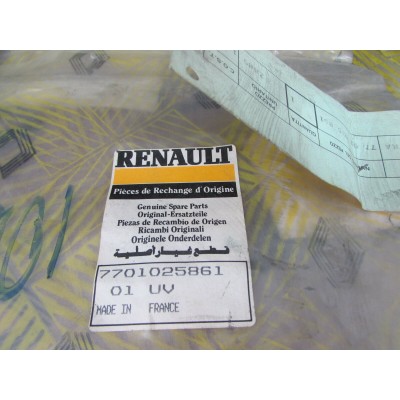 RENAULT
Pièces de Rechange d'Origine
Genuine Spare Parts
Original-Ersatzteile
Piezas de Recambio de Origen
Ricambi Originali
Originele Onderdelen
قطع غيار أصلية
7701025861
01 UV
MADE IN FRANCE